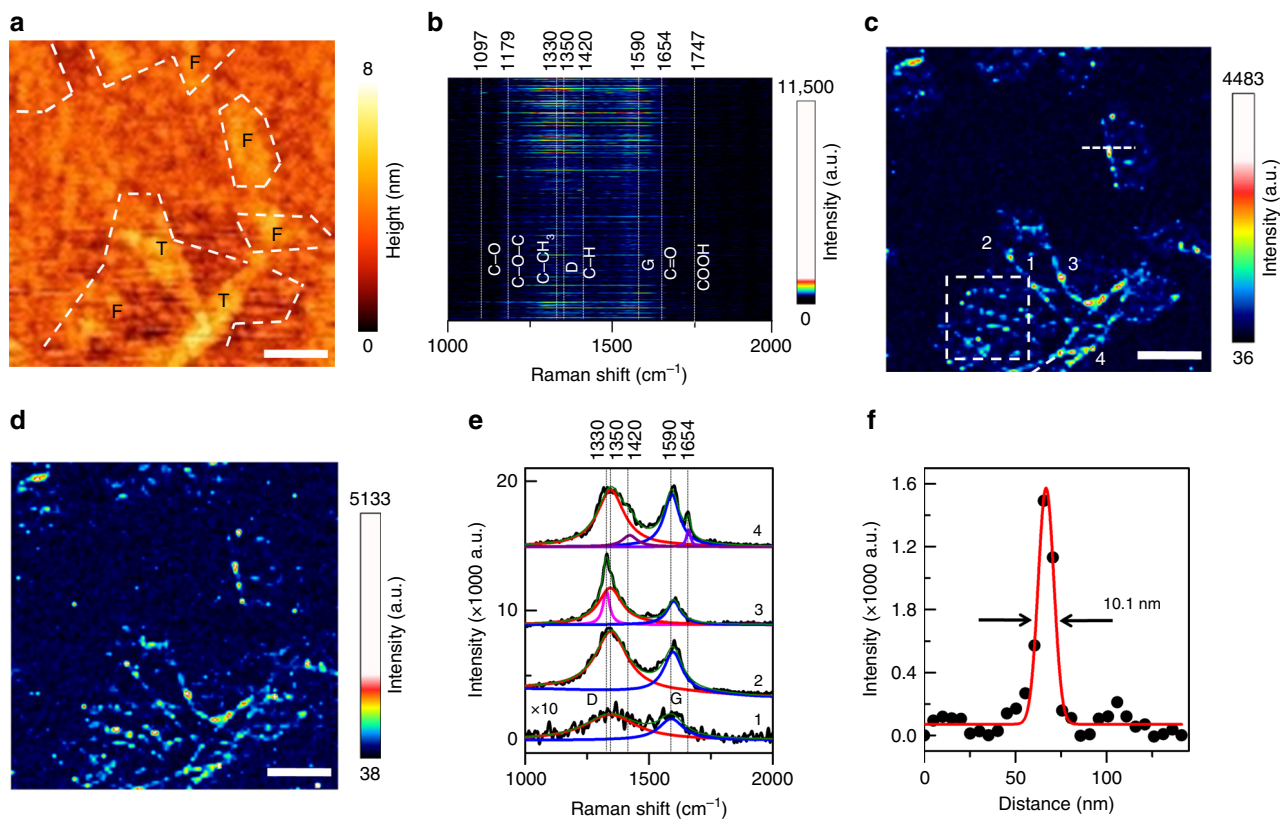 a
F
F
T
F
T
F
8
Height (nm)
0
b
1097
1179
1330
1350
1420
1590
1654
1747
C–O
C–O–C
C–CH₃
D
C–H
G
C=O
COOH
1000
1500
2000
Raman shift (cm⁻¹)
11,500
Intensity (a.u.)
0
c
2
1
3
4
4483
Intensity (a.u.)
36
d
5133
Intensity (a.u.)
38
e
1330
1350
1420
1590
1654
Intensity (×1000 a.u.)
20
10
0
4
3
2
D
G
×10
1
1000
1500
2000
Raman shift (cm⁻¹)
f
Intensity (×1000 a.u.)
1.6
1.2
1.8
0.4
0.0
10.1 nm
0
50
100
Distance (nm)